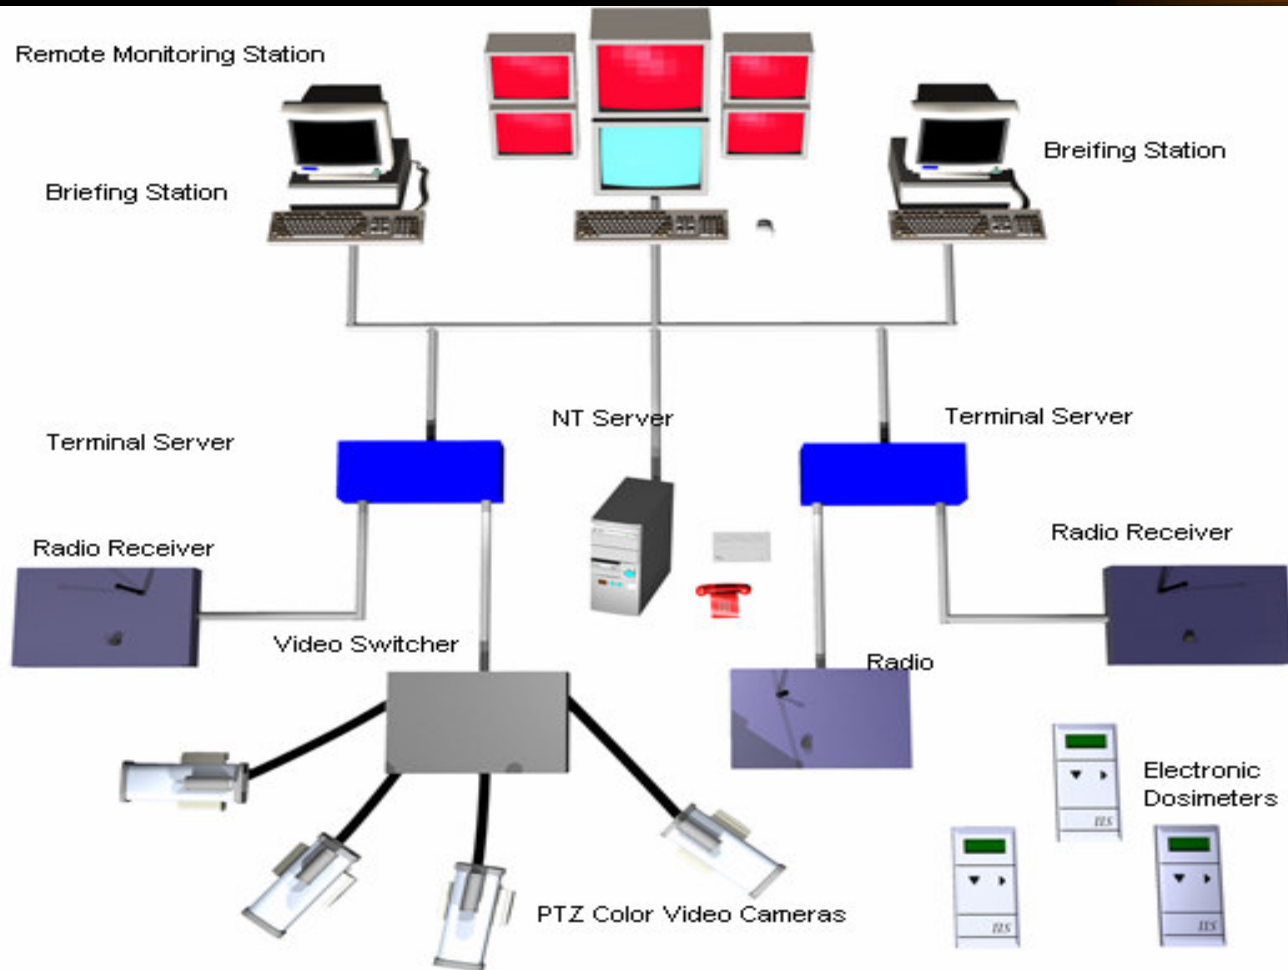 Remote Monitoring Station
Breifing Station
Briefing Station
NT Server
Terminal Server
Terminal Server
Radio Receiver
Radio Receiver
Video Switcher
Radio
Electronic
Dosimeters
PTZ Color Video Cameras